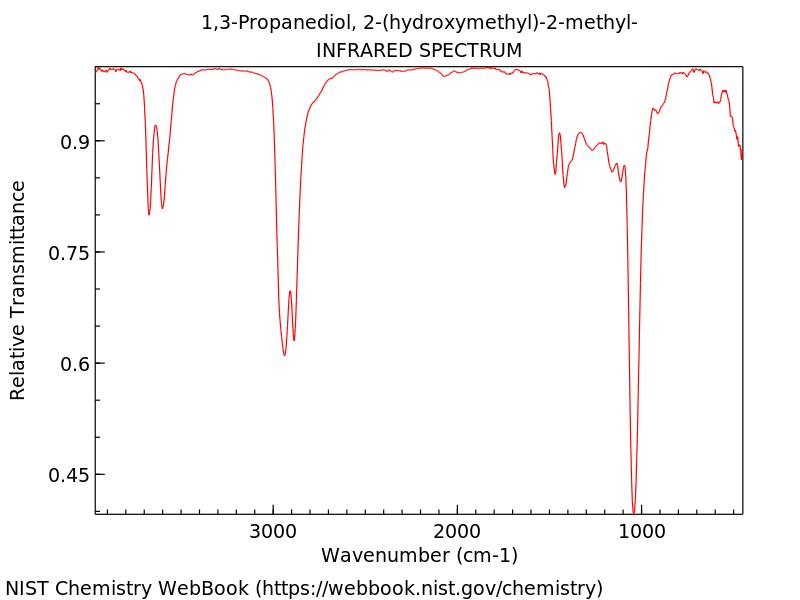 1,3-Propanediol, 2-(hydroxymethyl)-2-methyl-
INFRARED SPECTRUM
Relative Transmittance
0.9
0.75
0.6
0.45
3000 2000 1000
Wavenumber (cm-1)
NIST Chemistry WebBook (https://webbook.nist.gov/chemistry)